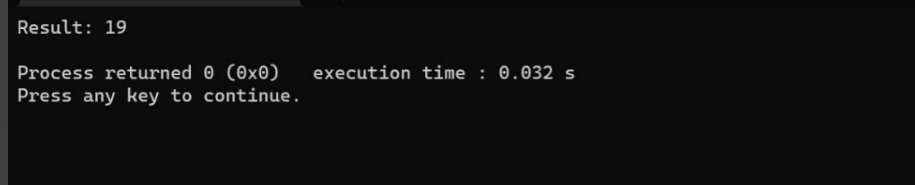 Result: 19
Process returned 0 (0x0)   execution time : 0.032 s
Press any key to continue.